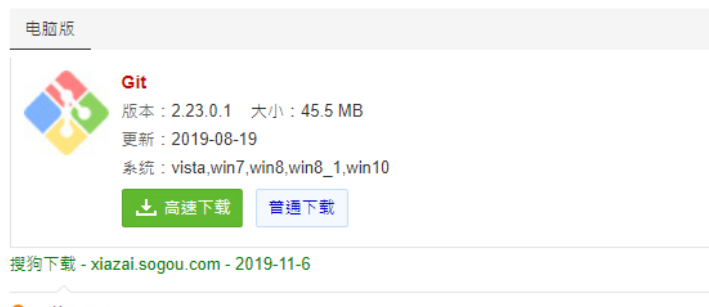 电脑版
Git
版本：2.23.0.1 大小：45.5 MB
更新：2019-08-19
系统：vista,win7,win8,win8_1,win10
高速下载 普通下载
搜狗下载 - xiazai.sogou.com - 2019-11-6